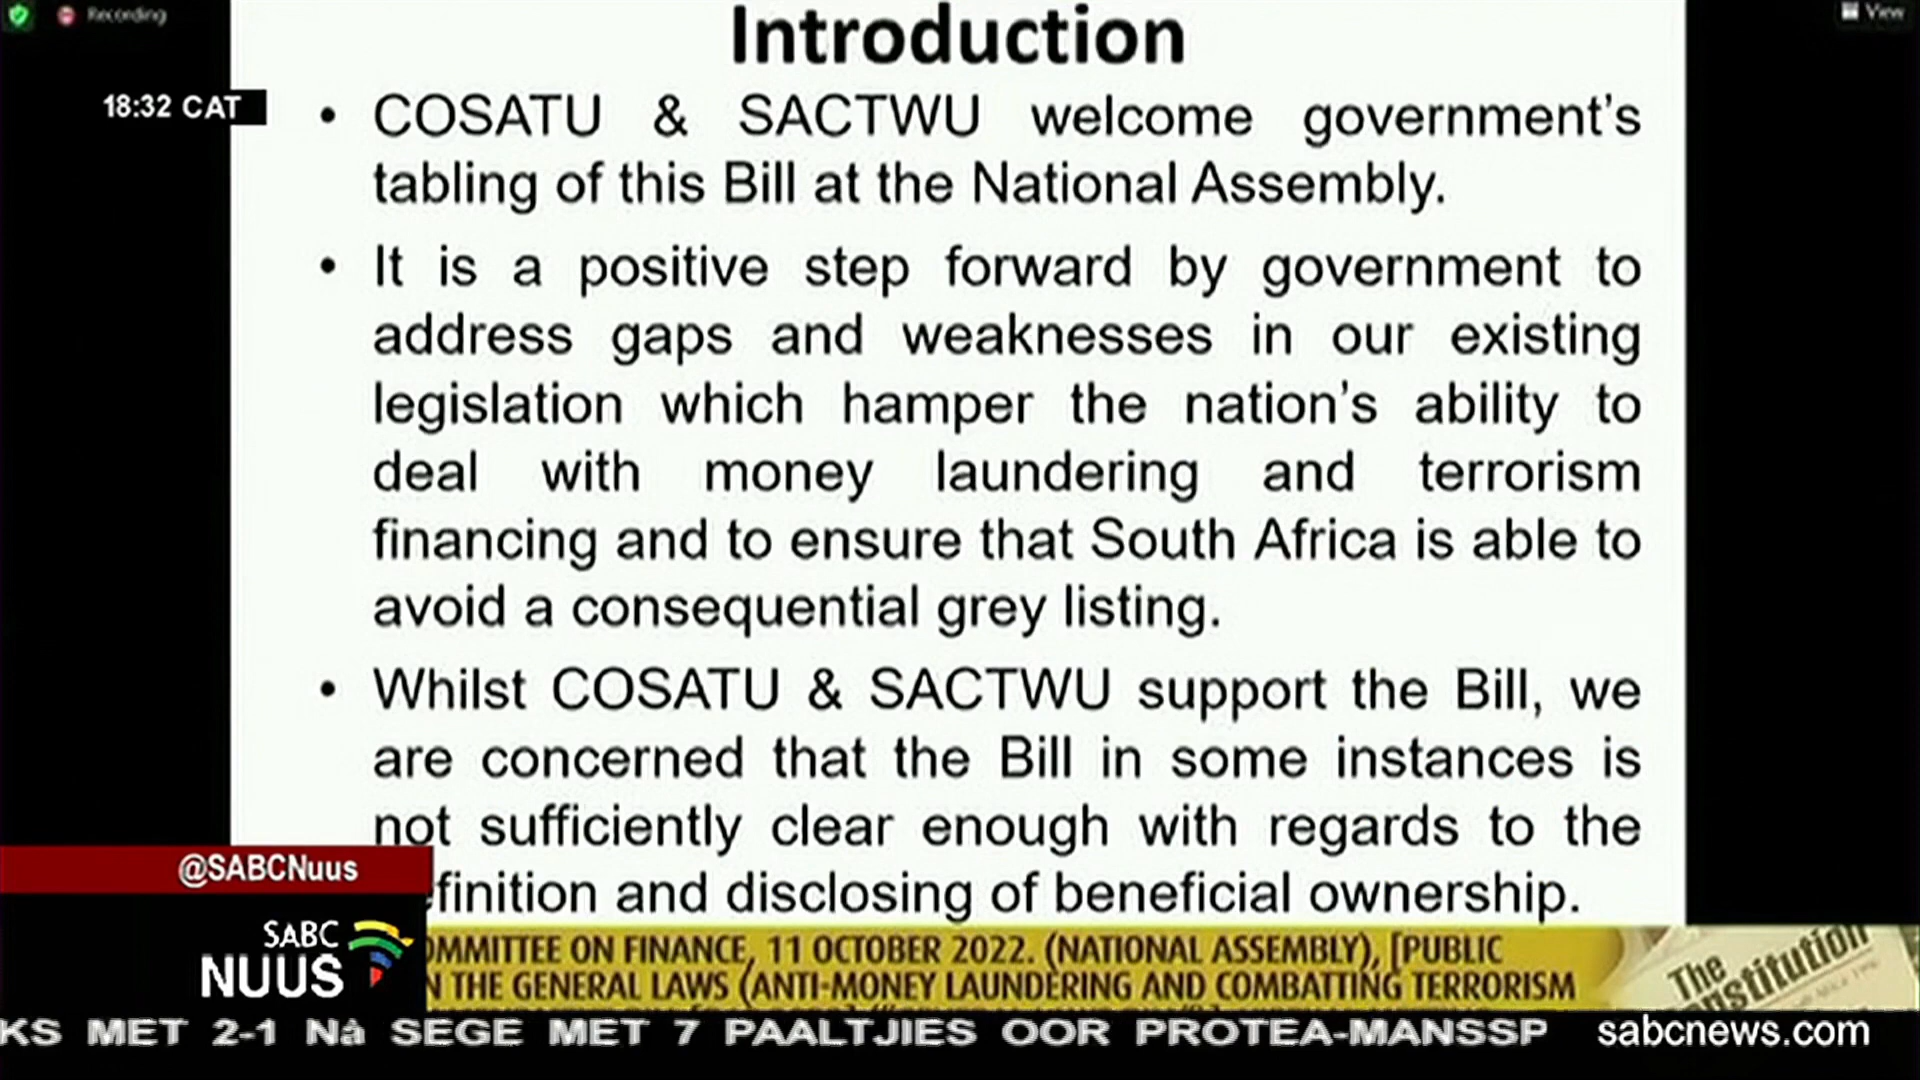 Recording
View
Introduction
18:32 CAT
• COSATU & SACTWU welcome government's
tabling of this Bill at the National Assembly.
• It is a positive step forward by government to
address gaps and weaknesses in our existing
legislation which hamper the nation's ability to
deal with money laundering and terrorism
financing and to ensure that South Africa is able to
avoid a consequential grey listing.
• Whilst COSATU & SACTWU support the Bill, we
are concerned that the Bill in some instances is
not sufficiently clear enough with regards to the
finition and disclosing of beneficial ownership.
@SABCNuus
SABC
NUUS
OMMITTEE ON FINANCE, 11 OCTOBER 2022. (NATIONAL ASSEMBLY), [PUBLIC
N THE GENERAL LAWS (ANTI-MONEY LAUNDERING AND COMBATTING TERRORISM
The
nstitution
KS MET 2-1 Nà SEGE MET 7 PAALTJIES OOR PROTEA-MANSSP
sabcnews.com